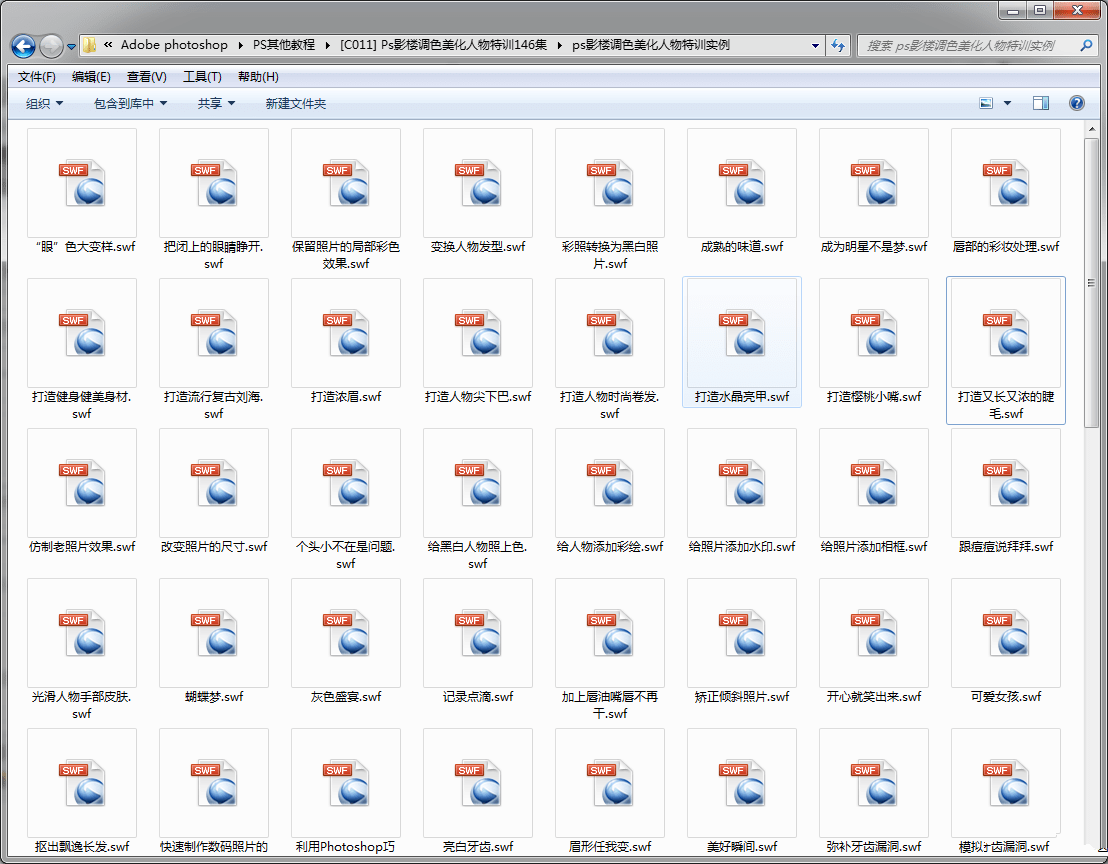 « Adobe photoshop ▸ PS其他教程 ▸ [C011] Ps影楼调色美化人物特训146集 ▸ ps影楼调色美化人物特训实例 搜索 ps影楼调色美化人物特训实例
文件(F) 编辑(E) 查看(V) 工具(T) 帮助(H)
组织 包含到库中 共享 新建文件夹
SWF SWF SWF SWF SWF SWF SWF SWF
“眼”色大变样.swf
把闭上的眼睛睁开.
swf
保留照片的局部彩色
效果.swf
变换人物发型.swf
彩照转换为黑白照
片.swf
成熟的味道.swf
成为明星不是梦.swf
唇部的彩妆处理.swf
SWF SWF SWF SWF SWF SWF SWF SWF
打造健身健美身材.
swf
打造流行复古刘海.
swf
打造浓眉.swf
打造人物尖下巴.swf
打造人物时尚卷发.
swf
打造水晶亮甲.swf
打造樱桃小嘴.swf
打造又长又浓的睫
毛.swf
SWF SWF SWF SWF SWF SWF SWF SWF
仿制老照片效果.swf
改变照片的尺寸.swf
个头小不在是问题.
swf
给黑白人物照上色.
swf
给人物添加彩绘.swf
给照片添加水印.swf
给照片添加相框.swf
跟痘痘说拜拜.swf
SWF SWF SWF SWF SWF SWF SWF SWF
光滑人物手部皮肤.
swf
蝴蝶梦.swf
灰色盛宴.swf
记录点滴.swf
加上唇油嘴唇不再
干.swf
矫正倾斜照片.swf
开心就笑出来.swf
可爱女孩.swf
SWF SWF SWF SWF SWF SWF SWF SWF
抠出飘逸长发.swf
快速制作数码照片的
利用Photoshop巧
亮白牙齿.swf
眉形任我变.swf
美好瞬间.swf
弥补牙齿漏洞.swf